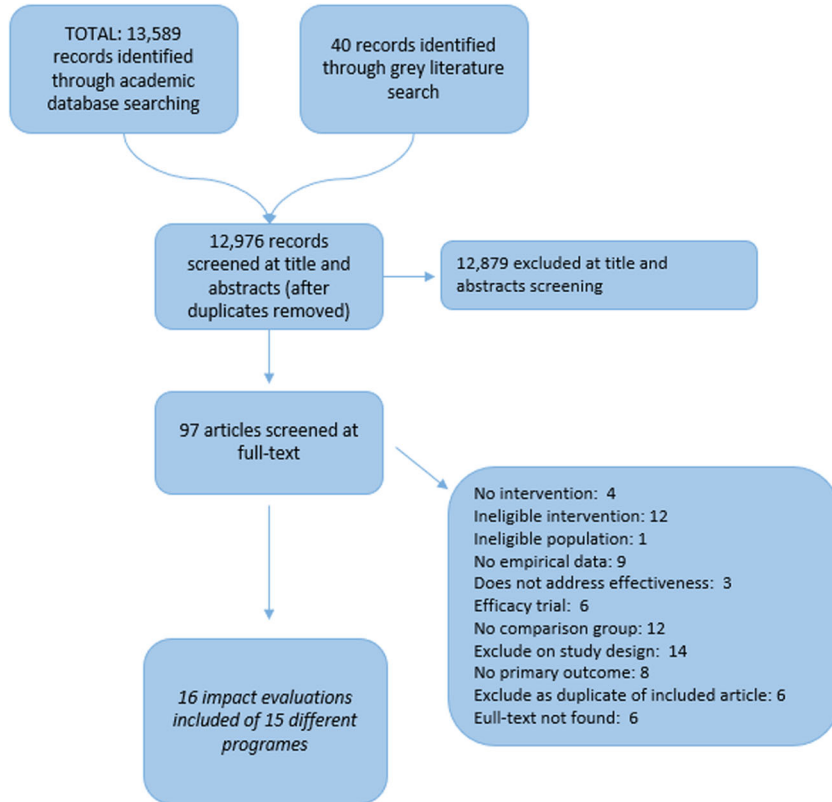 TOTAL: 13,589
records identified
through academic
database searching
40 records identified
through grey literature
search
12,976 records
screened at title and
abstracts (after
duplicates removed)
12,879 excluded at title and
abstracts screening
97 articles screened at
full-text
No intervention: 4
Ineligible intervention: 12
Ineligible population: 1
No empirical data: 9
Does not address effectiveness: 3
Efficacy trial: 6
No comparison group: 12
Exclude on study design: 14
No primary outcome: 8
Exclude as duplicate of included article: 6
Eull-text not found: 6
16 impact evaluations
included of 15 different
programes